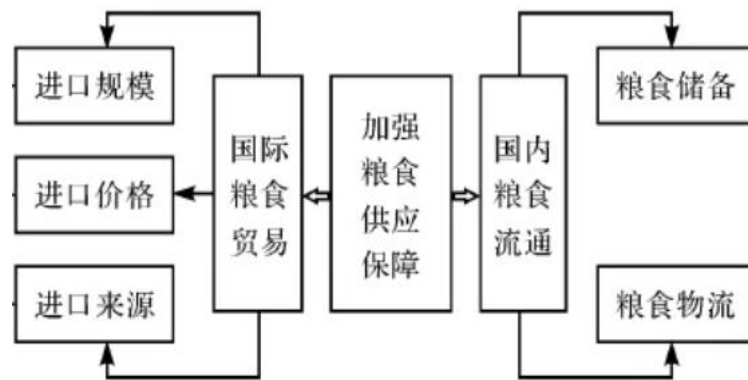 进口规模
进口价格
进口来源
国际
粮食
贸易
加强
粮食
供应
保障
国内
粮食
流通
粮食储备
粮食物流